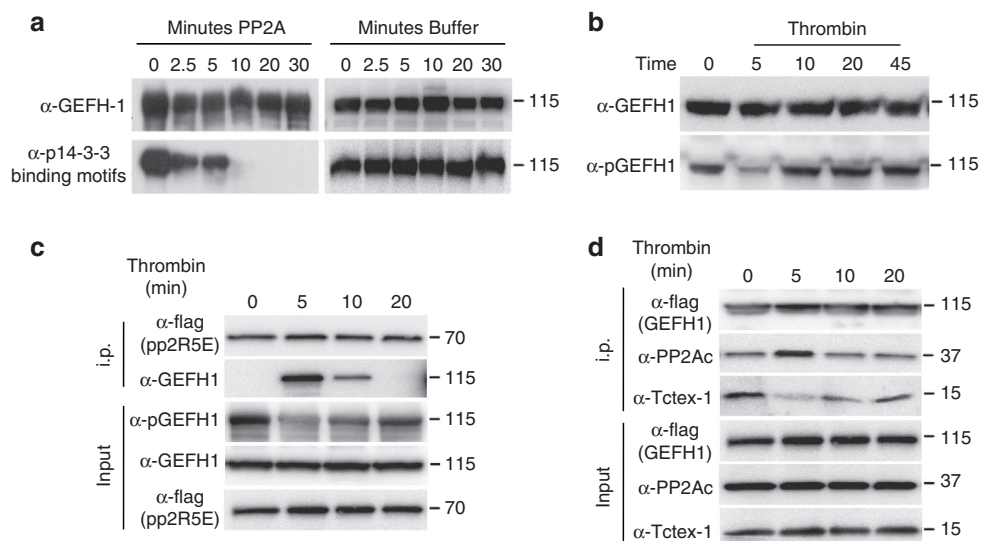 a
Minutes PP2A
Minutes Buffer
0 2.5 5 10 20 30
0 2.5 5 10 20 30
α-GEFH-1
115
α-p14-3-3
binding motifs
115
b
Thrombin
Time 0 5 10 20 45
α-GEFH1
115
α-pGEFH1
115
c
Thrombin
(min)
0 5 10 20
i.p.
α-flag
(pp2R5E)
70
α-GEFH1
115
Input
α-pGEFH1
115
α-GEFH1
115
α-flag
(pp2R5E)
70
d
Thrombin
(min)
0 5 10 20
i.p.
α-flag
(GEFH1)
115
α-PP2Ac
37
α-Tctex-1
15
Input
α-flag
(GEFH1)
115
α-PP2Ac
37
α-Tctex-1
15